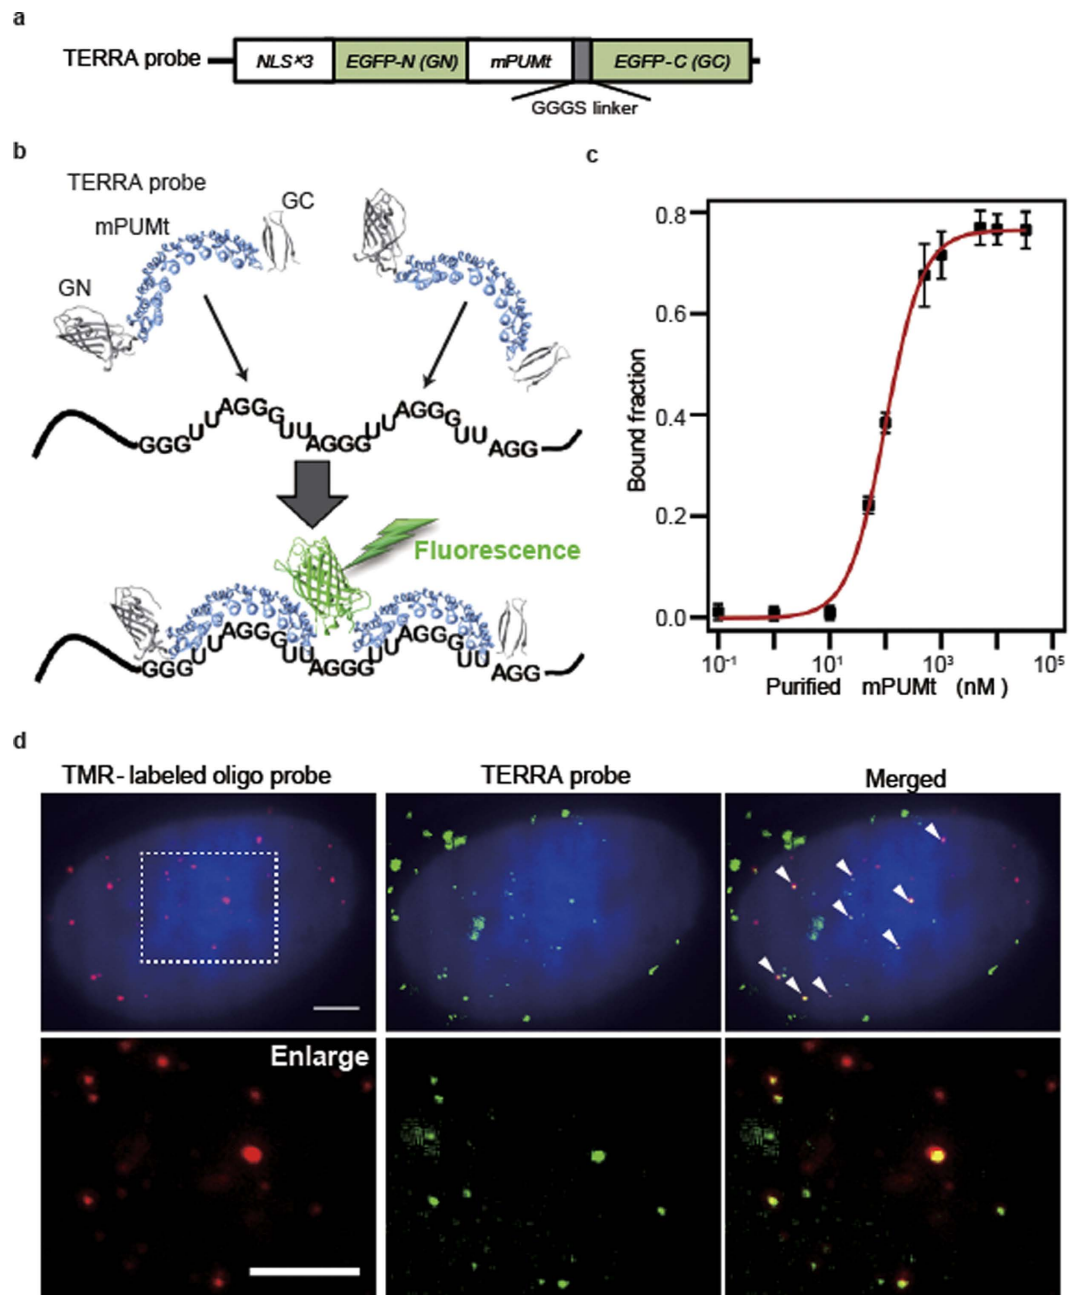 a
TERRA probe
NLS×3 EGFP-N (GN) mPUMt EGFP-C (GC)
GGGS linker
b
TERRA probe
mPUMt
GC
GN
GGGUUAGGGUUAGGGUUAGGGUUAGG
Fluorescence
GGGUUAGGGUUAGGGUUAGGGUUAGG
c
Bound fraction
0.8
0.6
0.4
0.2
0.0
10-1 101 103 105
Purified mPUMt (nM)
d
TMR-labeled oligo probe TERRA probe Merged
Enlarge